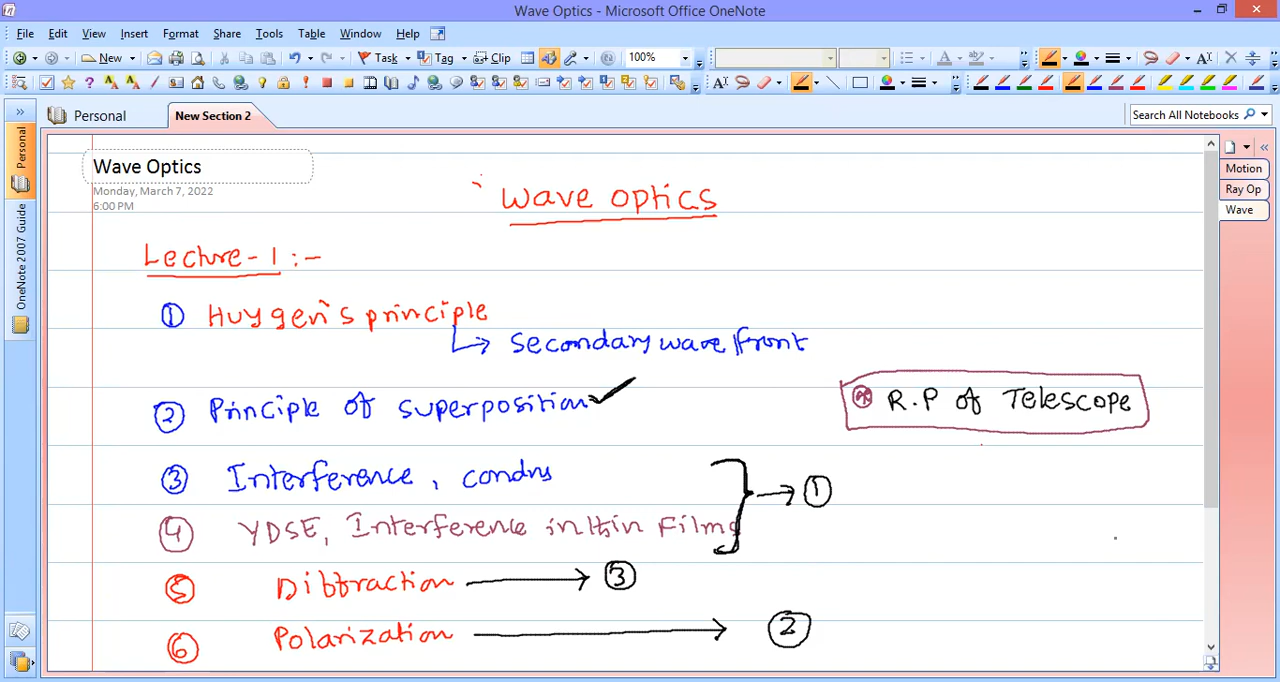 Wave Optics - Microsoft Office OneNote
File Edit View Insert Format Share Tools Table Window Help
New Task Tag Clip 100%
Personal New Section 2 Search All Notebooks
Personal
OneNote 2007 Guide
Motion
Ray Op
Wave
Wave Optics
Monday, March 7, 2022
6:00 PM
Wave optics
Lecture-1 :-
① Huygen's principle
↳ Secondary wave front
② Principle of superposition ✓
⊛ R.P of Telescope
③ Interference, condns
④ YDSE, Interference in thin Films
→ ①
⑤ Diffraction → ③
⑥ Polarization → ②